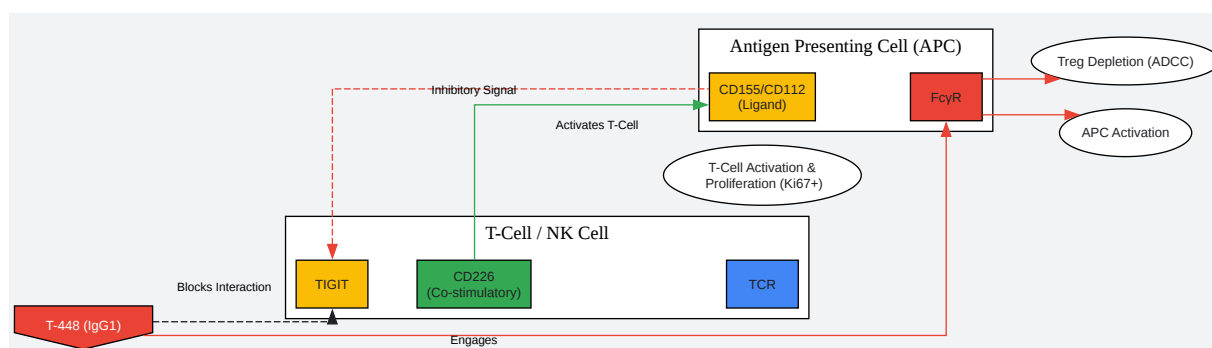 Antigen Presenting Cell (APC)
Treg Depletion (ADCC)
Inhibitory Signal
CD155/CD112
(Ligand)
FcγR
Activates T-Cell
APC Activation
T-Cell Activation &
Proliferation (Ki67+)
T-Cell / NK Cell
Blocks Interaction
TIGIT
CD226
(Co-stimulatory)
TCR
T-448 (IgG1)
Engages